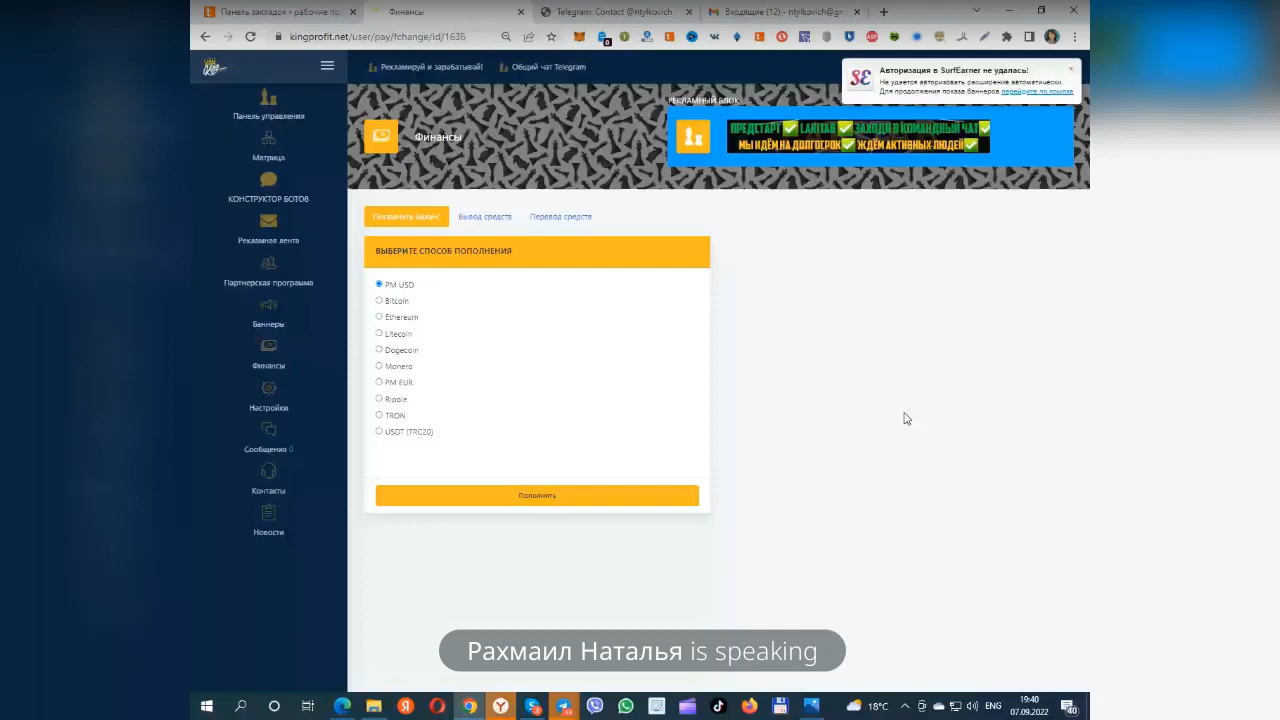 Панель закладок • рабочие пр
Финансы
Telegram: Contact @ntylkovich
Входящие (12) - ntylkovich@gm
kingprofit.net/user/pay/fchange/id/1636
Рекламируй и зарабатывай!
Общий чат Telegram
Авторизация в SurfEarner не удалась!
Не удается авторизовать расширение автоматически.
Для продолжения показа баннеров перейдите по ссылке
РЕКЛАМНЫЙ БЛОК
ПРЕДСТАРТ✅ LARITAB✅ ЗАХОДИ В КОМАНДНЫЙ ЧАТ✅
МЫ ИДЁМ НА ДОЛГОСРОК✅ ЖДЁМ АКТИВНЫХ ЛЮДЕЙ✅
Финансы
Панель управления
Матрица
КОНСТРУКТОР БОТОВ
Рекламная лента
Партнерская программа
Баннеры
Финансы
Настройки
Сообщения 0
Контакты
Новости
Пополнить баланс
Вывод средств
Перевод средств
ВЫБЕРИТЕ СПОСОБ ПОПОЛНЕНИЯ
PM USD
Bitcoin
Ethereum
Litecoin
Dogecoin
Monero
PM EUR
Ripple
TRON
USDT (TRC20)
Пополнить
Рахмаил Наталья is speaking
18°C
ENG
19:40
07.09.2022
40